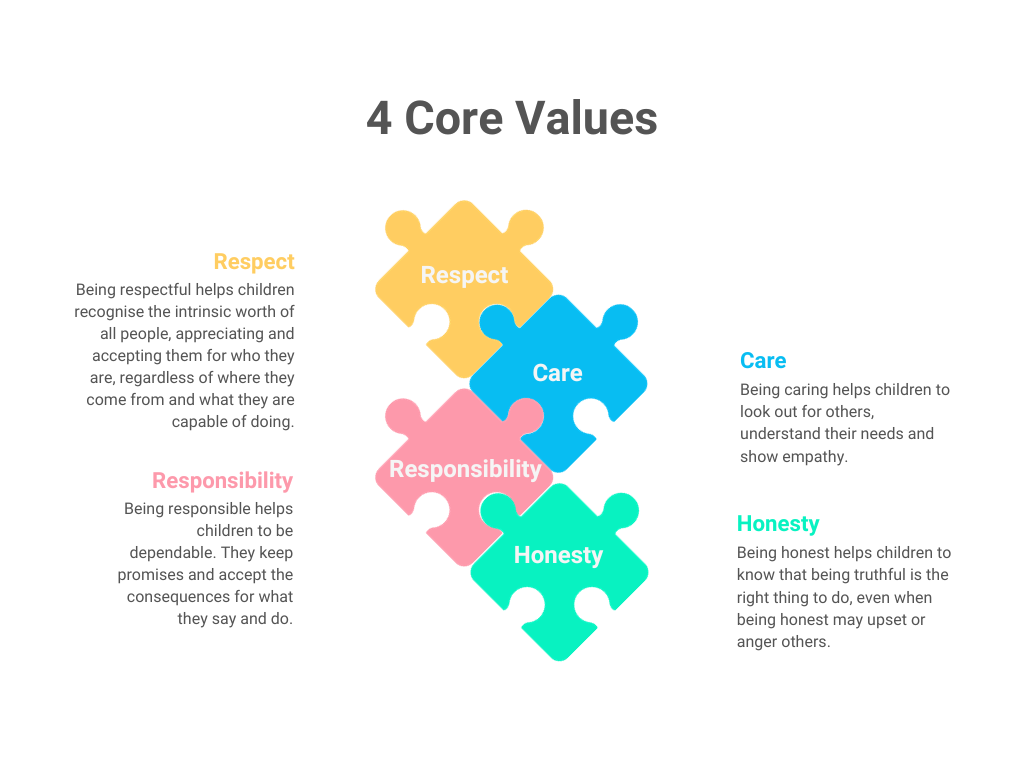 4 Core Values
Respect
Being respectful helps children
recognise the intrinsic worth of
all people, appreciating and
accepting them for who they
are, regardless of where they
come from and what they are
capable of doing.
Responsibility
Being responsible helps
children to be
dependable. They keep
promises and accept the
consequences for what
they say and do.
Respect
Care
Responsibility
Honesty
Care
Being caring helps children to
look out for others,
understand their needs and
show empathy.
Honesty
Being honest helps children to
know that being truthful is the
right thing to do, even when
being honest may upset or
anger others.